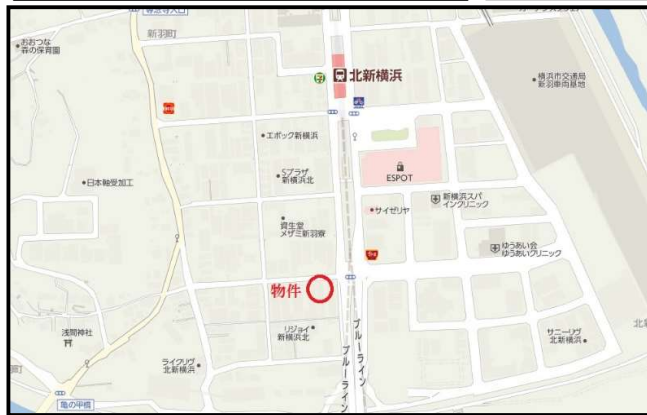 新羽町
おおつな
森の保育園
北新横浜
横浜市交通局
新羽車両基地
エポック新横浜
Sプラザ
新横浜北
ESPOT
日本軸受加工
新横浜スパ
インクリニック
サイゼリヤ
資生堂
メザミ新羽寮
ゆうあい会
ゆうあいクリニック
物件
リジョイ
新横浜北
浅間神社
ライクリヴ
北新横浜
ブルーライン
ブルーライン
サニーリヴ
北新横浜
北新
町
亀の甲橋